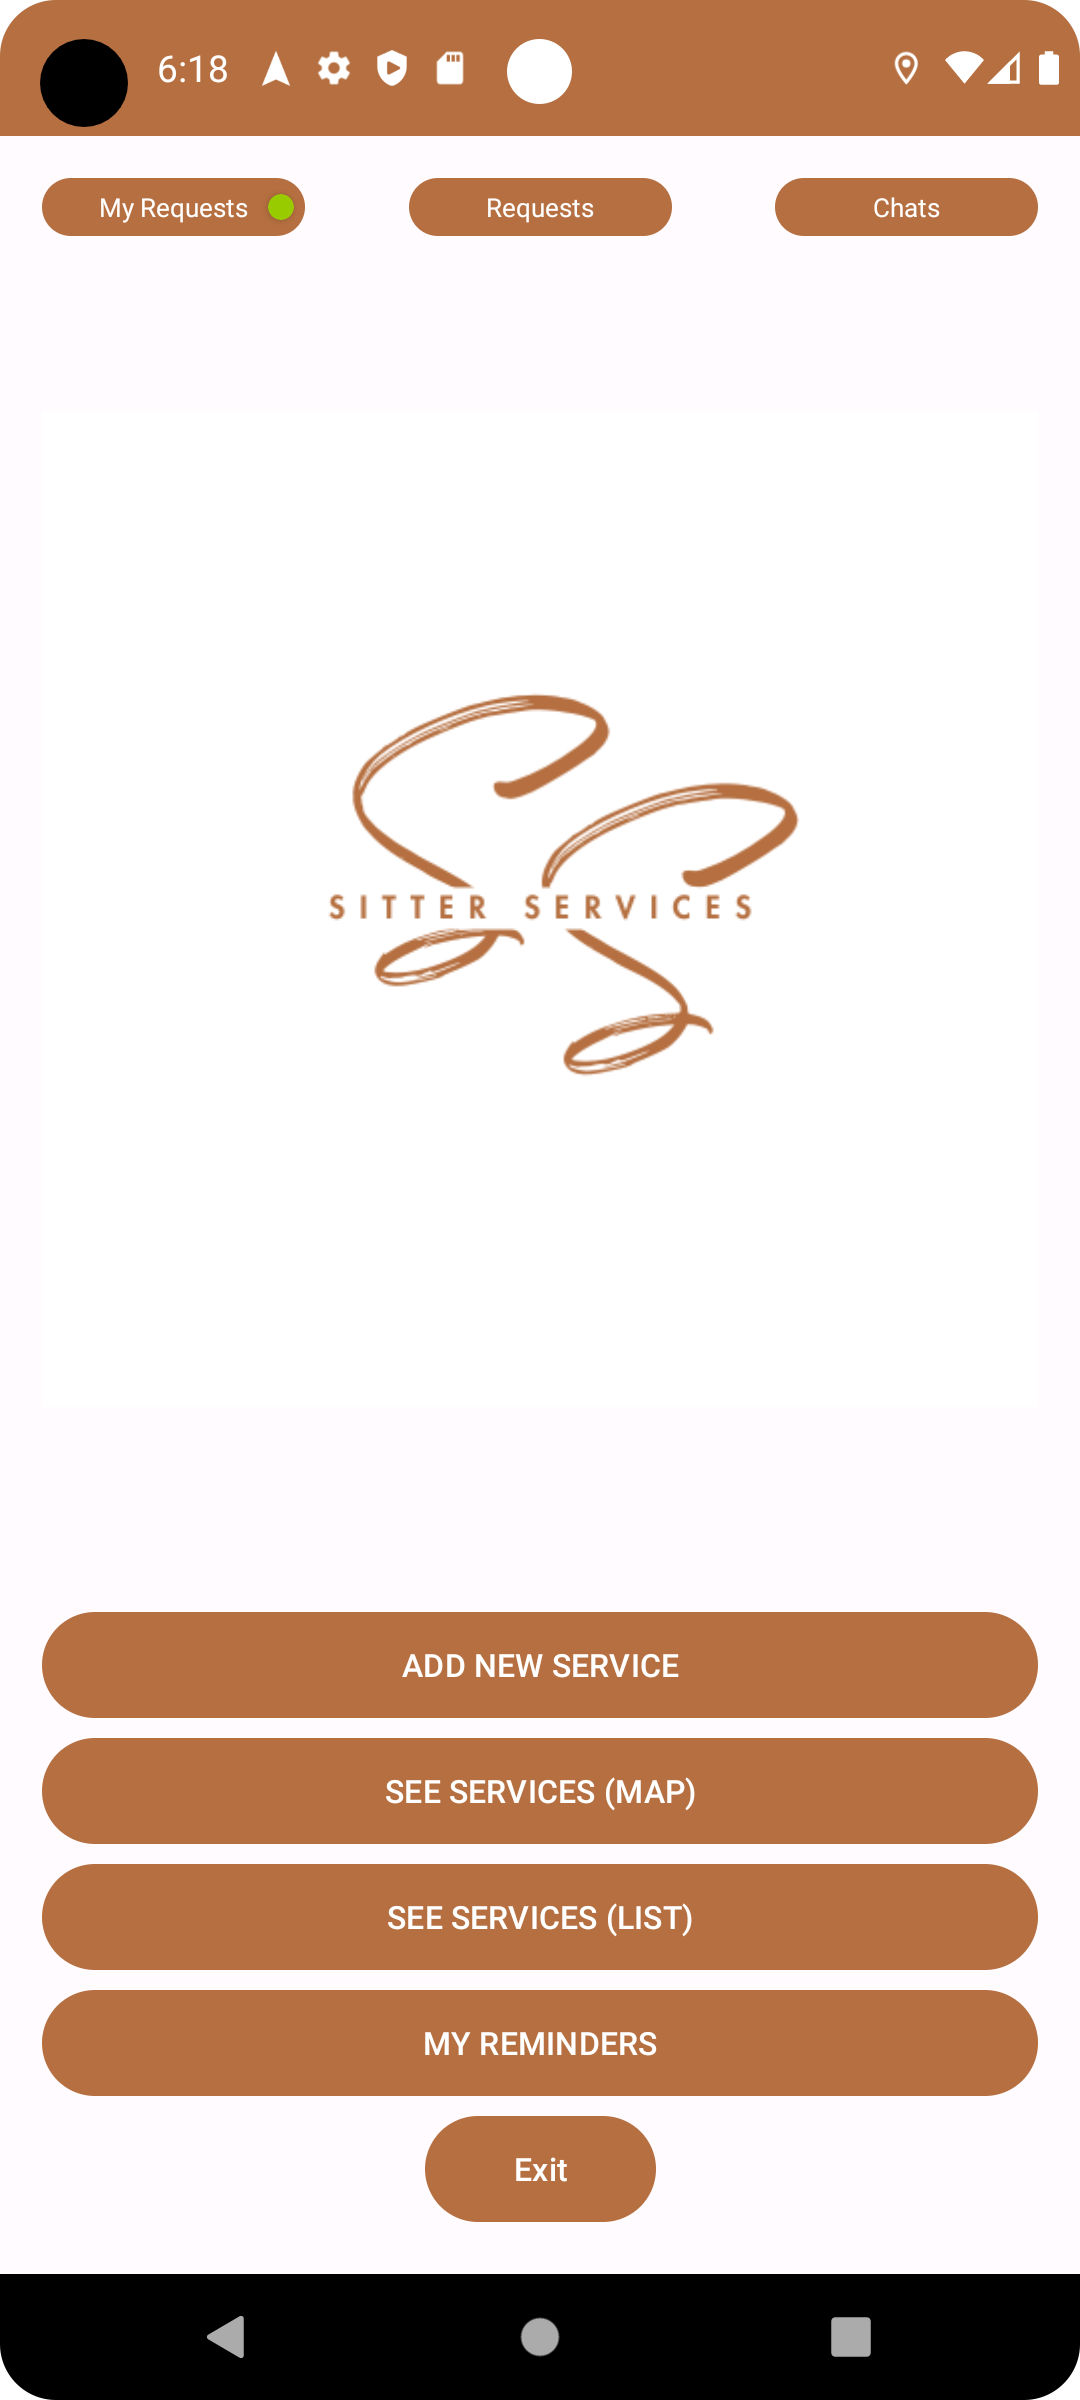 6:18
My Requests
Requests
Chats
SITTER SERVICES
ADD NEW SERVICE
SEE SERVICES (MAP)
SEE SERVICES (LIST)
MY REMINDERS
Exit